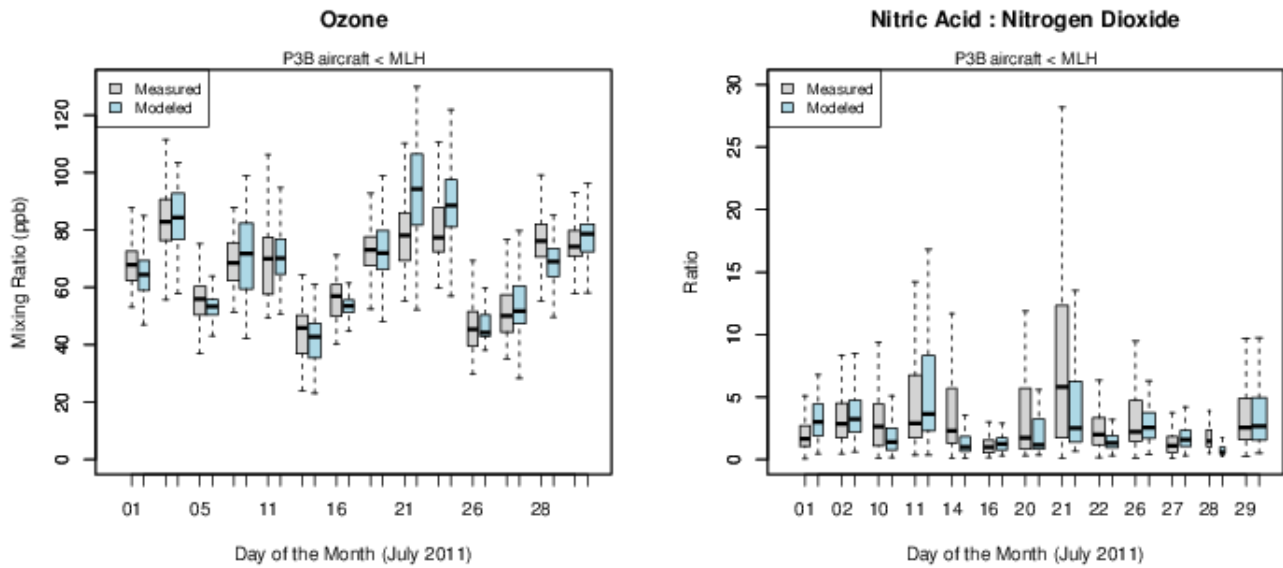 Ozone
P3B aircraft < MLH
Measured
Modeled
120
100
80
60
40
20
0
Mixing Ratio (ppb)
01 05 11 16 21 26 28
Day of the Month (July 2011)
Nitric Acid : Nitrogen Dioxide
P3B aircraft < MLH
Measured
Modeled
30
25
20
15
10
5
0
Ratio
01 02 10 11 14 16 20 21 22 26 27 28 29
Day of the Month (July 2011)